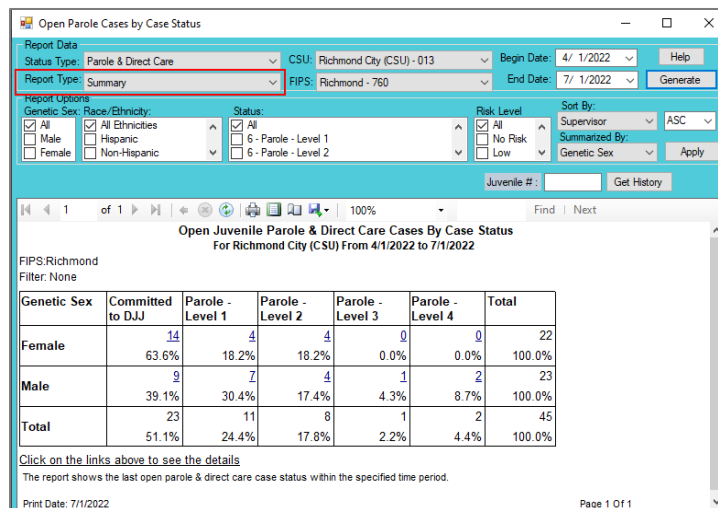 Open Parole Cases by Case Status
Report Data
Status Type: Parole & Direct Care CSU: Richmond City (CSU) - 013 Begin Date: 4/ 1/2022 Help
Report Type: Summary FIPS: Richmond - 760 End Date: 7/ 1/2022 Generate
Report Options
Genetic Sex: Race/Ethnicity: Status: Risk Level Sort By:
All All Ethnicities All All Supervisor ASC
Male Hispanic 6 - Parole - Level 1 No Risk Summarized By:
Female Non-Hispanic 6 - Parole - Level 2 Low Genetic Sex Apply
Juvenile # : Get History
1 of 1 100% Find | Next
Open Juvenile Parole & Direct Care Cases By Case Status
For Richmond City (CSU) From 4/1/2022 to 7/1/2022
FIPS:Richmond
Filter: None
Genetic Sex Committed to DJJ Parole - Level 1 Parole - Level 2 Parole - Level 3 Parole - Level 4 Total
Female 14 4 4 0 0 22
63.6% 18.2% 18.2% 0.0% 0.0% 100.0%
Male 9 7 4 1 2 23
39.1% 30.4% 17.4% 4.3% 8.7% 100.0%
Total 23 11 8 1 2 45
51.1% 24.4% 17.8% 2.2% 4.4% 100.0%
Click on the links above to see the details
The report shows the last open parole & direct care case status within the specified time period.
Print Date: 7/1/2022 Page 1 Of 1